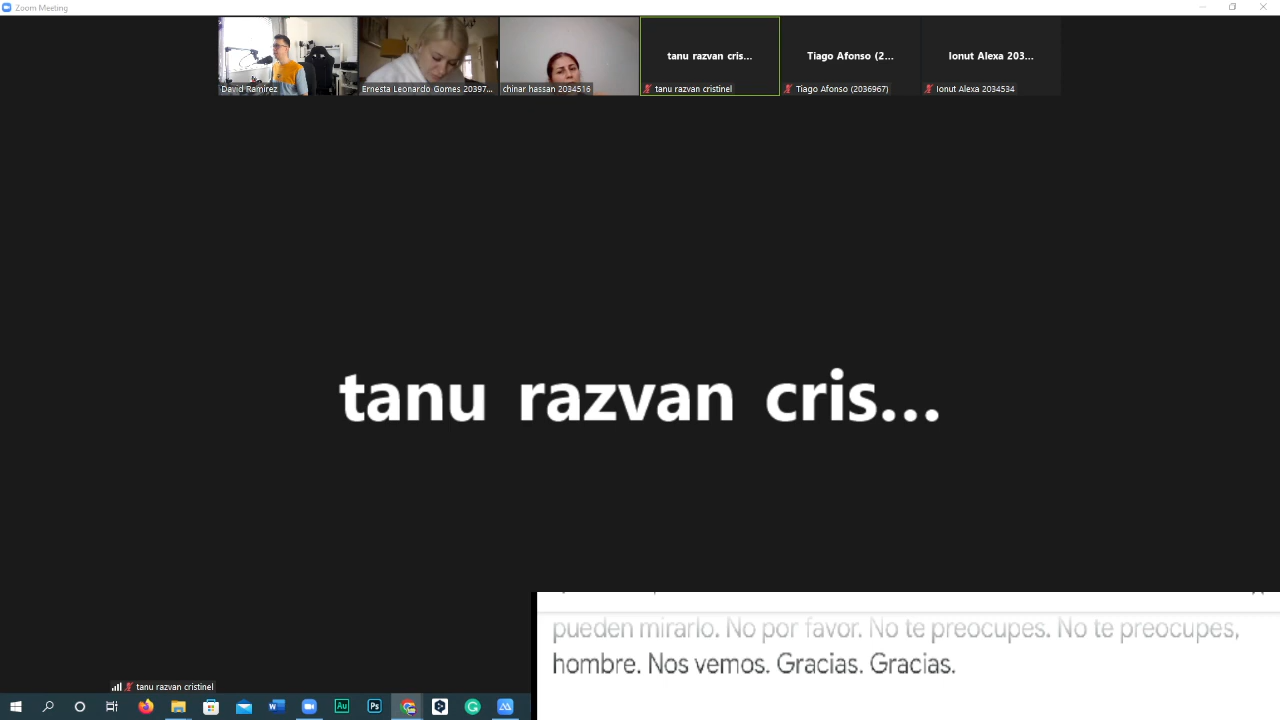 Zoom Meeting
tanu razvan cris...
Tiago Afonso (2...
Ionut Alexa 203...
David Ramirez
Ernesta Leonardo Gomes 20397...
chinar hassan 2034516
tanu razvan cristinel
Tiago Afonso (2036967)
Ionut Alexa 2034534
tanu razvan cris...
pueden mirarlo. No por favor. No te preocupes. No te preocupes,
hombre. Nos vemos. Gracias. Gracias.
tanu razvan cristinel
Au
Ps